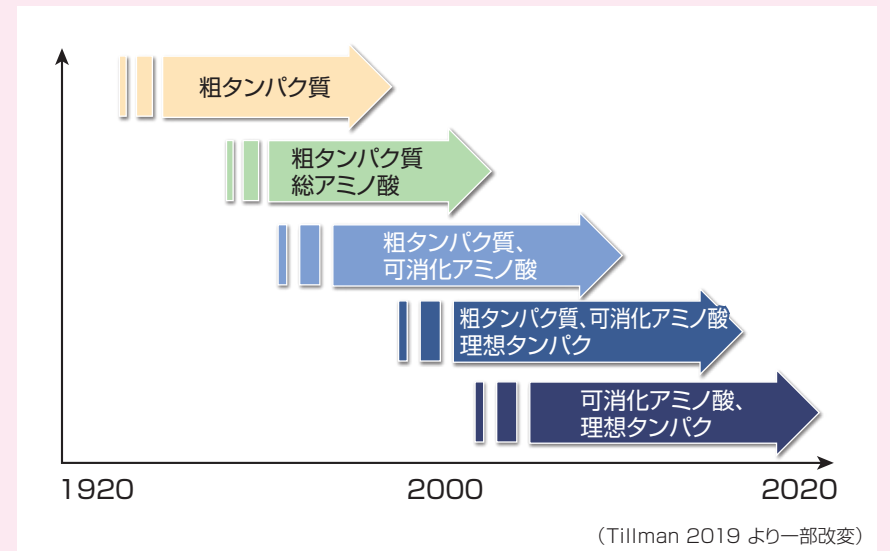 粗タンパク質
粗タンパク質
総アミノ酸
粗タンパク質、
可消化アミノ酸
粗タンパク質、可消化アミノ酸
理想タンパク
可消化アミノ酸、
理想タンパク
1920 2000 2020
（Tillman 2019 より一部改変）